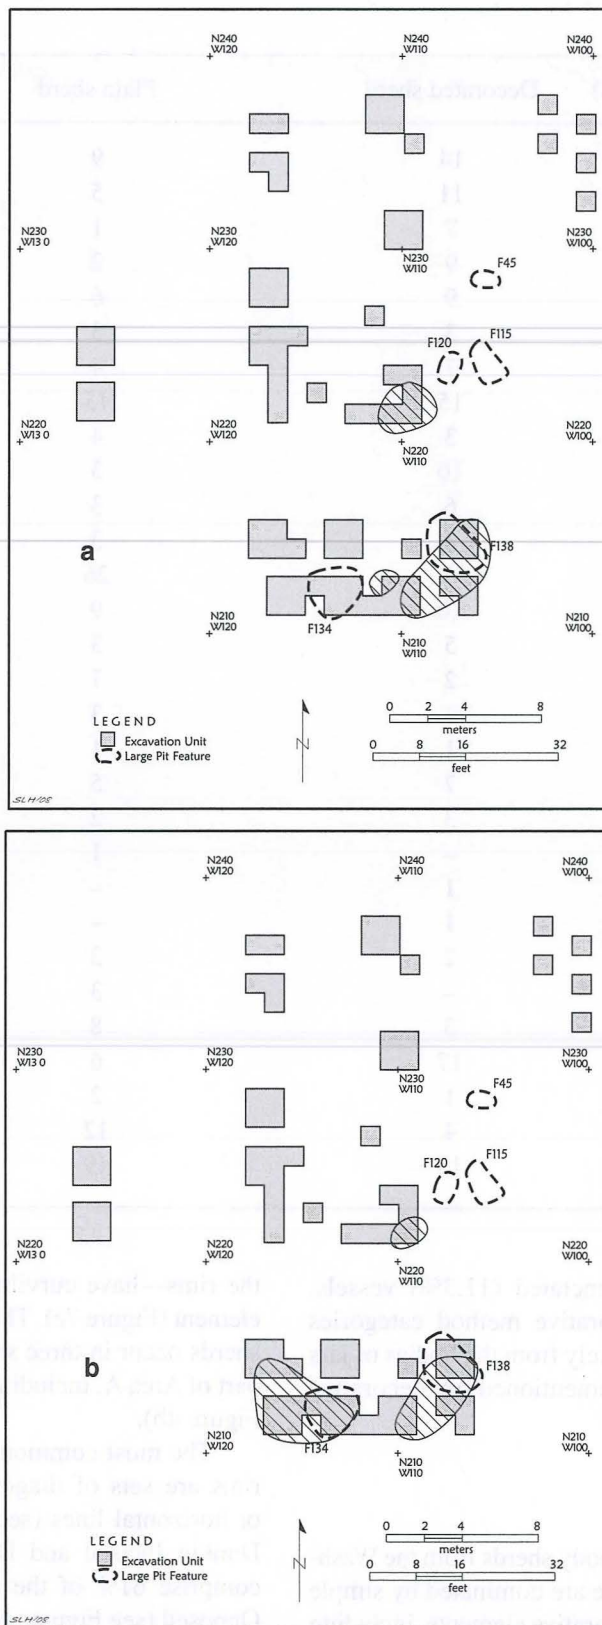 N240 N240 N240
W120 W110 W100
N230 N230 N230 N230
W13 0 W120 W110 W100
F45
F120 F115
N220 N220 N220 N220
W13 0 W120 W110 W100
a
F138
F134
N210 N210 N210
W120 W110 W100
LEGEND
Excavation Unit
Large Pit Feature
N
0 2 4 8
meters
0 8 16 32
feet
SLH/08
N240 N240 N240
W120 W110 W100
N230 N230 N230 N230
W13 0 W120 W110 W100
F45
F120 F115
N220 N220 N220 N220
W13 0 W120 W110 W100
b
F138
F134
N210 N210 N210
W120 W110 W100
LEGEND
Excavation Unit
Large Pit Feature
N
0 2 4 8
meters
0 8 16 32
feet
SLH/08